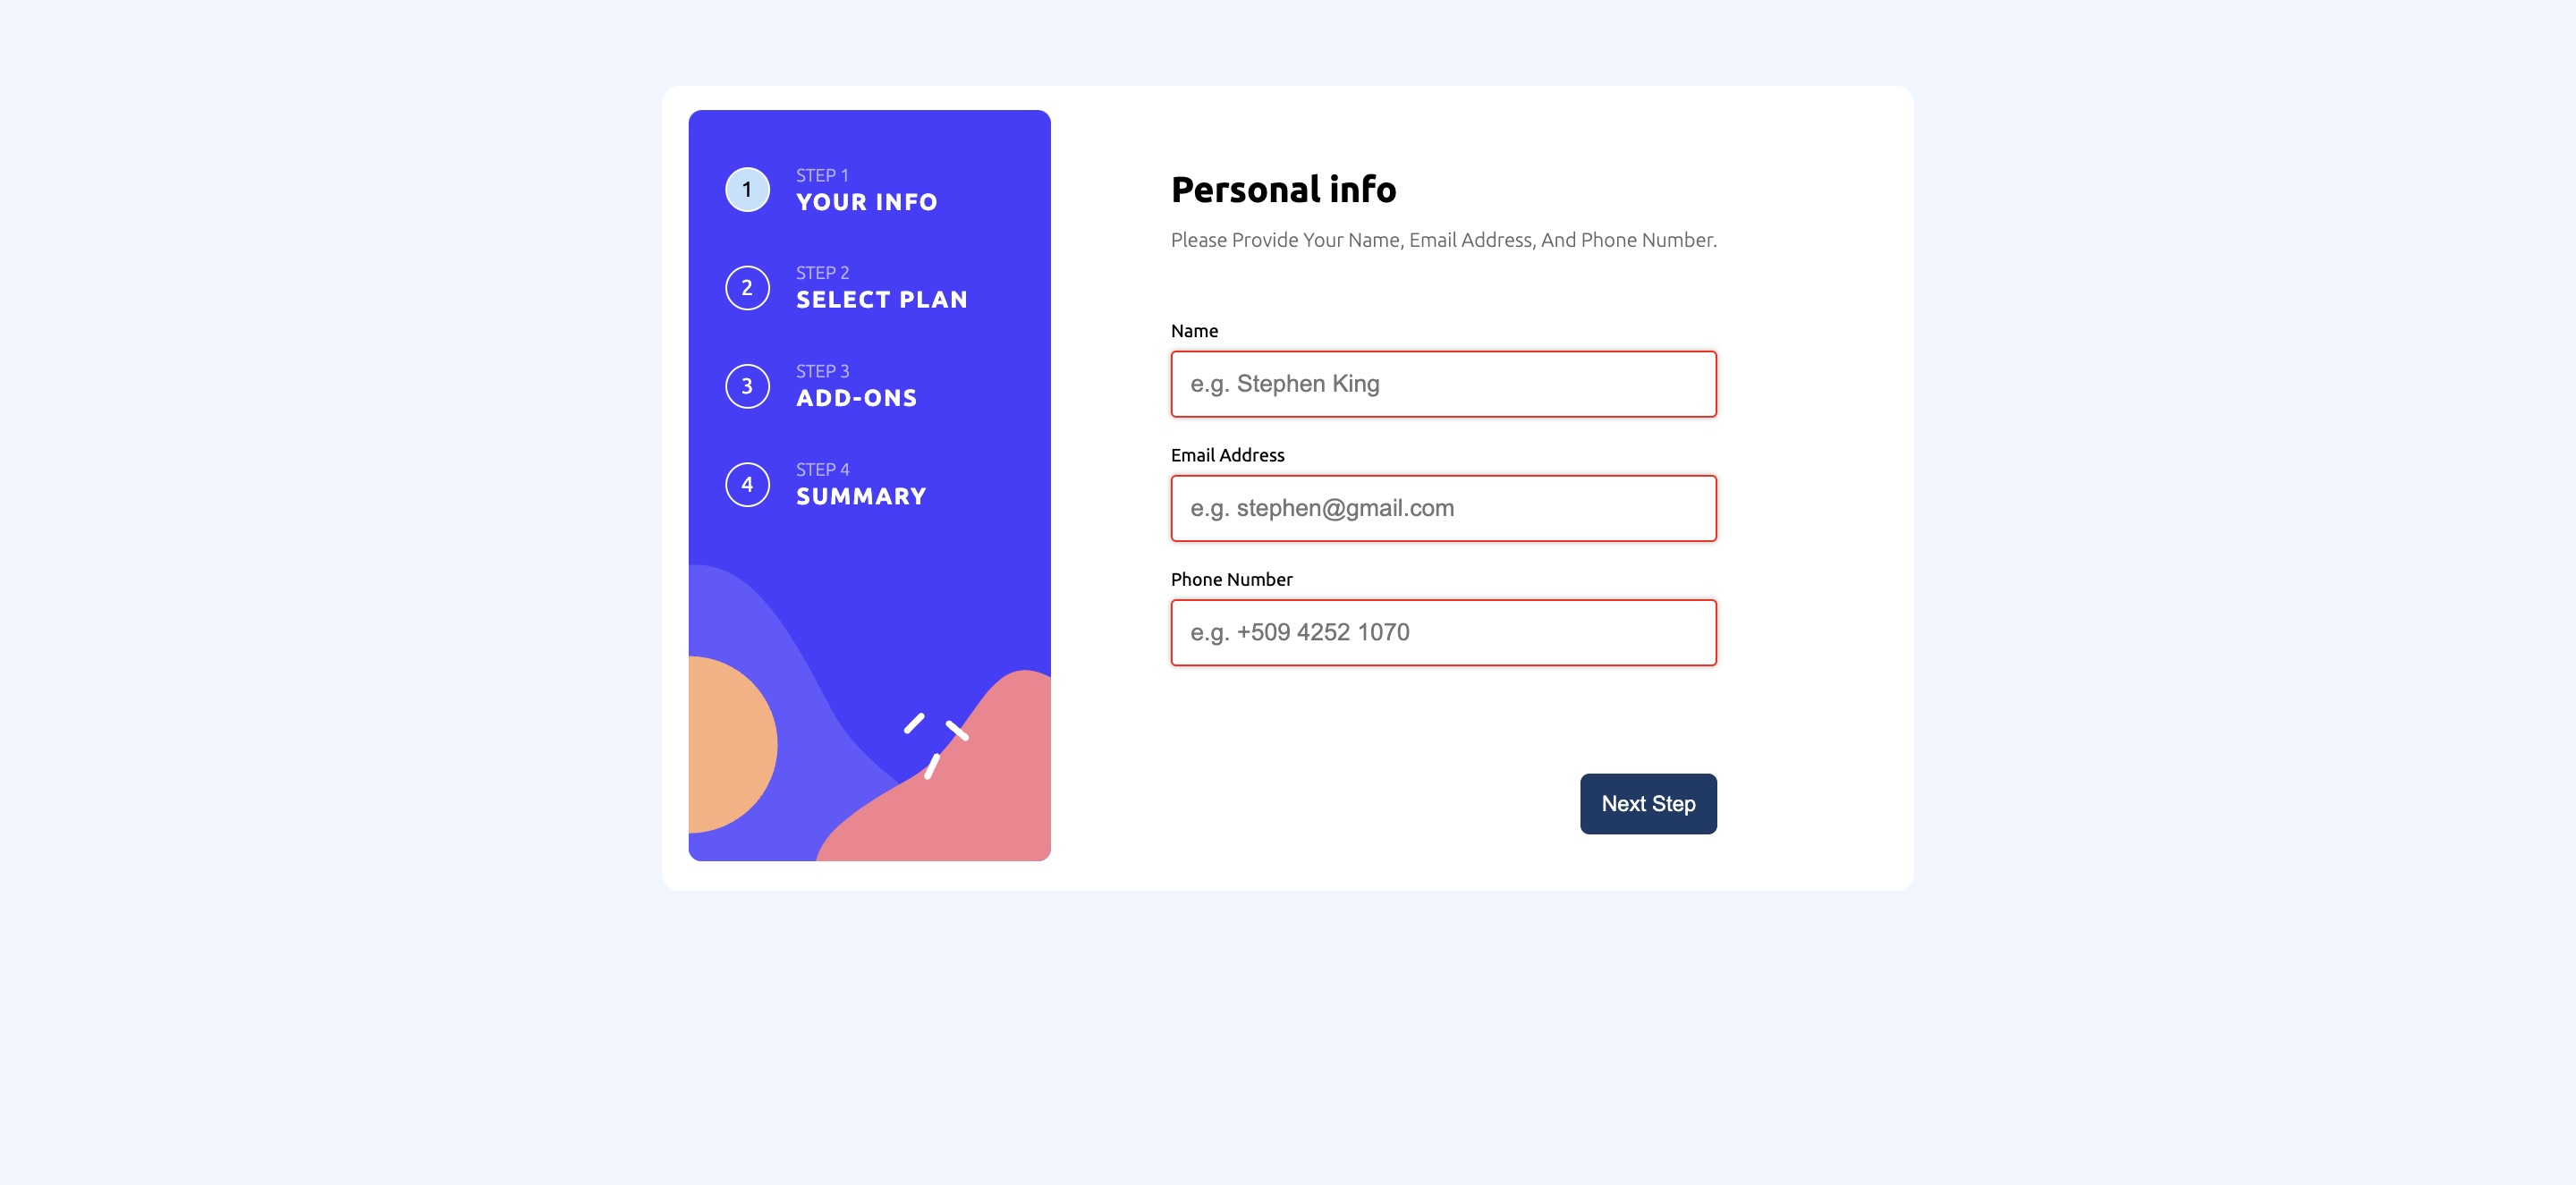 1
STEP 1
YOUR INFO
2
STEP 2
SELECT PLAN
3
STEP 3
ADD-ONS
4
STEP 4
SUMMARY
Personal info
Please Provide Your Name, Email Address, And Phone Number.
Name
e.g. Stephen King
Email Address
e.g. stephen@gmail.com
Phone Number
e.g. +509 4252 1070
Next Step